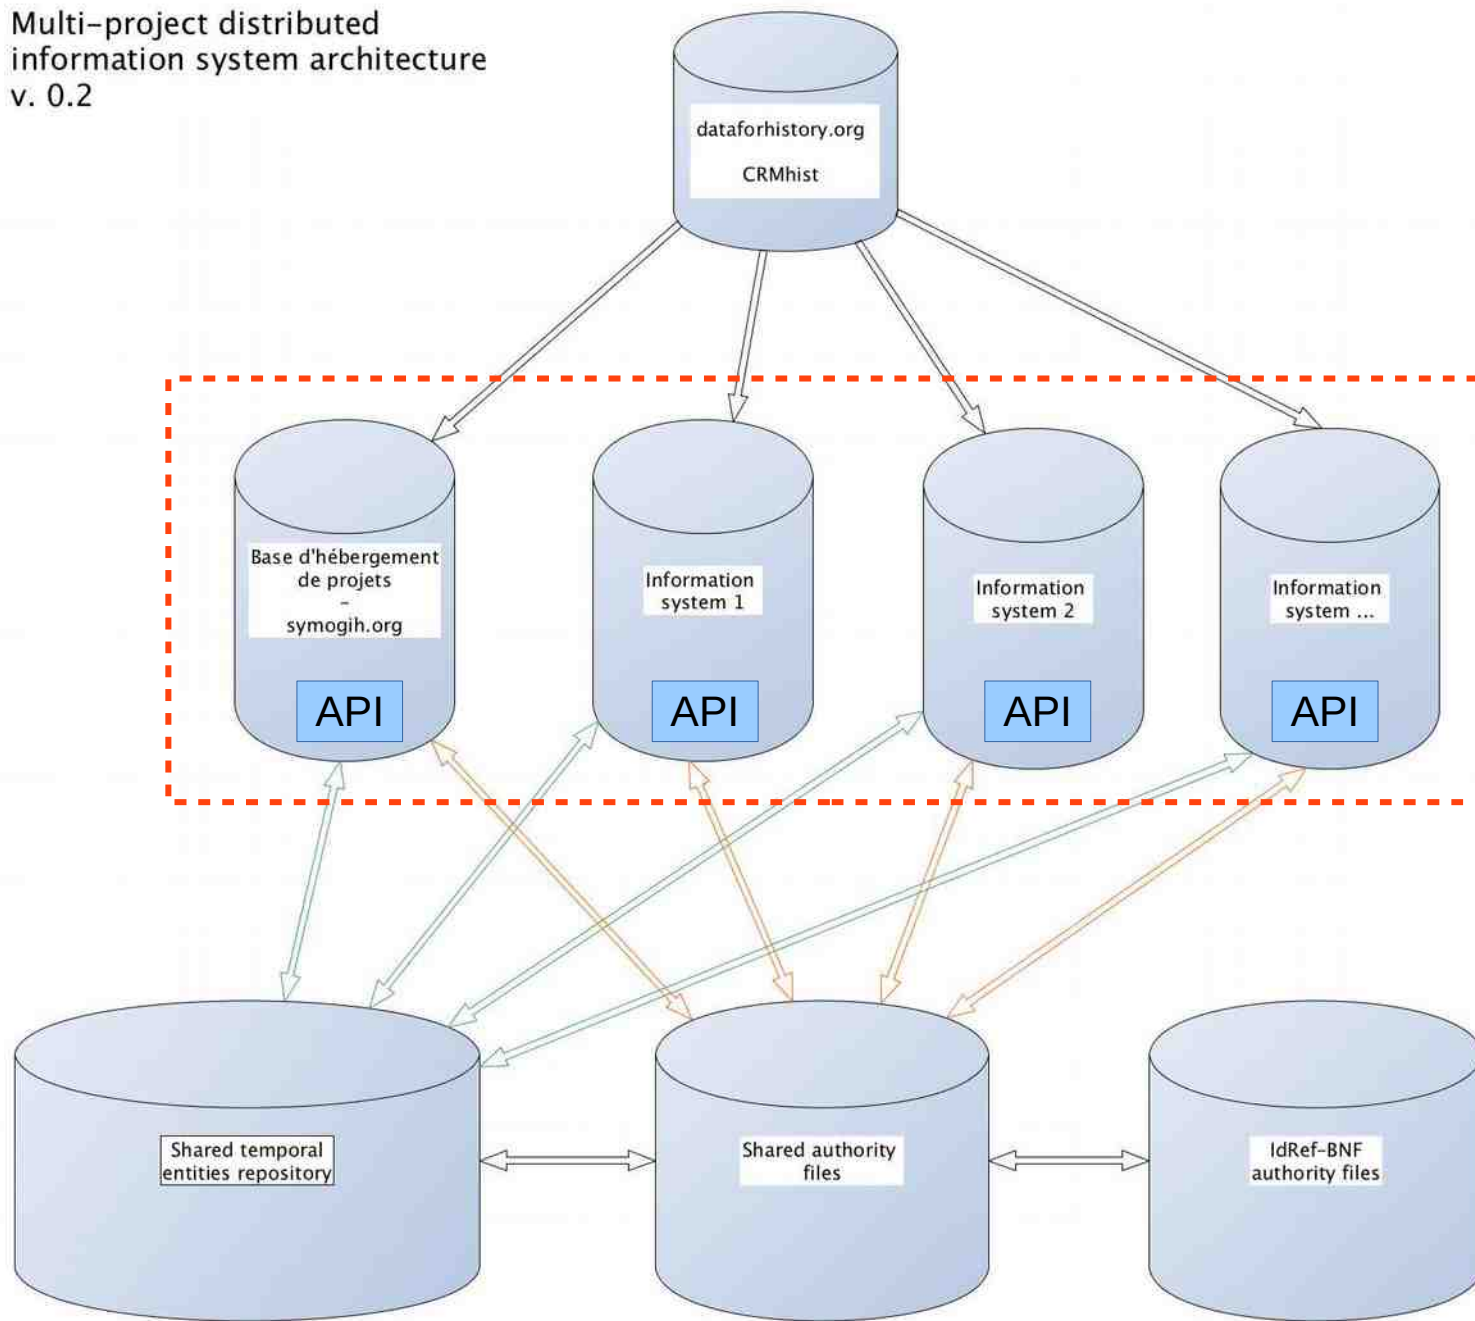 Multi-project distributed
information system architecture
v. 0.2
dataforhistory.org
CRMhist
Base d'hébergement
de projets
-
symogih.org
Information
system 1
Information
system 2
Information
system ...
API
API
API
API
Shared temporal
entities repository
Shared authority
files
IdRef-BNF
authority files